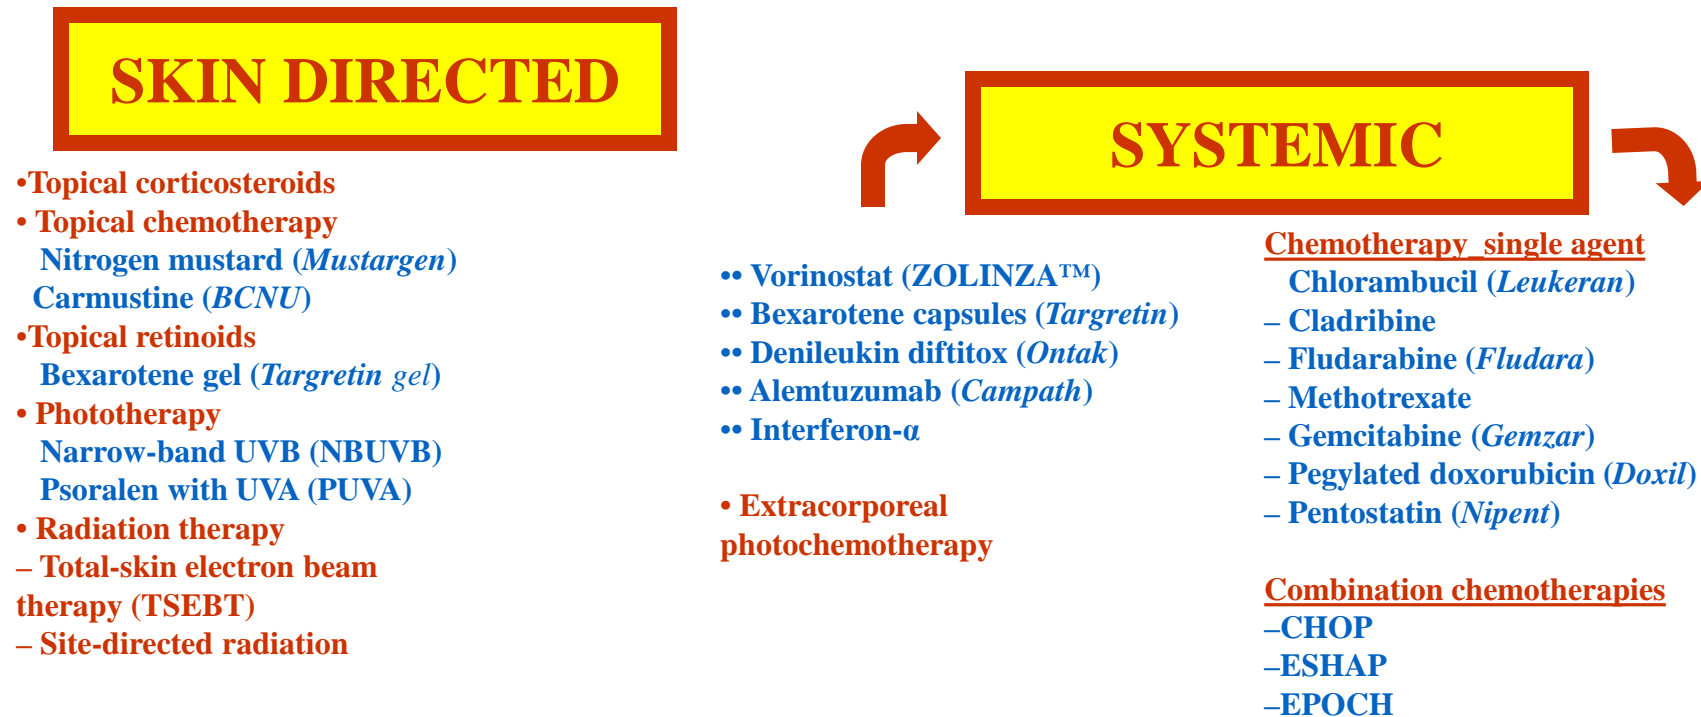 SKIN DIRECTED
•Topical corticosteroids
• Topical chemotherapy
Nitrogen mustard (Mustargen)
Carmustine (BCNU)
•Topical retinoids
Bexarotene gel (Targretin gel)
• Phototherapy
Narrow-band UVB (NBUVB)
Psoralen with UVA (PUVA)
• Radiation therapy
– Total-skin electron beam
therapy (TSEBT)
– Site-directed radiation
SYSTEMIC
•• Vorinostat (ZOLINZA™)
•• Bexarotene capsules (Targretin)
•• Denileukin diftitox (Ontak)
•• Alemtuzumab (Campath)
•• Interferon-α
• Extracorporeal
photochemotherapy
Chemotherapy_single agent
Chlorambucil (Leukeran)
– Cladribine
– Fludarabine (Fludara)
– Methotrexate
– Gemcitabine (Gemzar)
– Pegylated doxorubicin (Doxil)
– Pentostatin (Nipent)
Combination chemotherapies
–CHOP
–ESHAP
–EPOCH